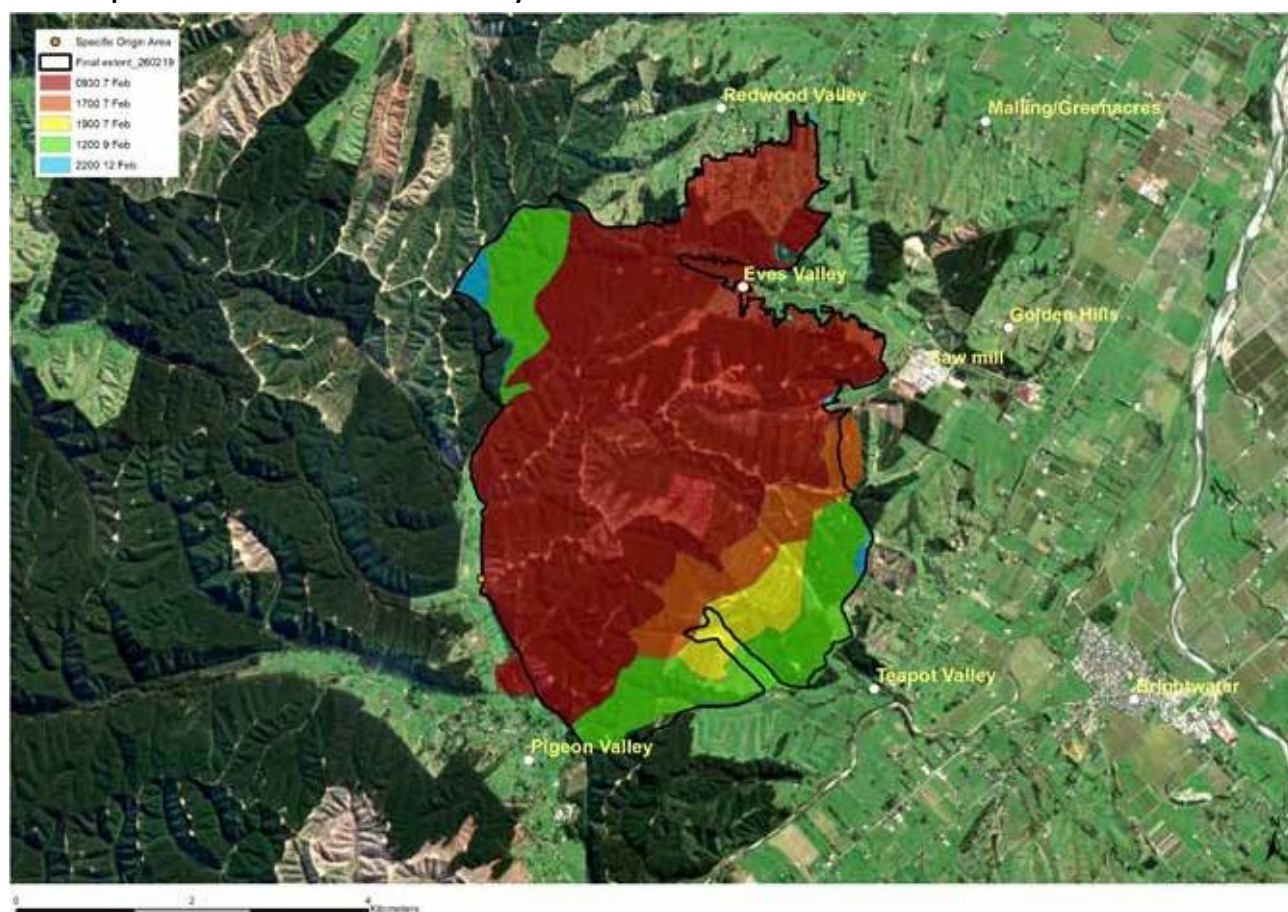 Specific Origin Area
Final extent_260219
0930 7 Feb
1700 7 Feb
1900 7 Feb
1200 9 Feb
2200 12 Feb
Redwood Valley
Malling/Greenacres
Eves Valley
Golden Hills
Saw mill
Teapot Valley
Brightwater
Pigeon Valley
0 2 4
Kilometers